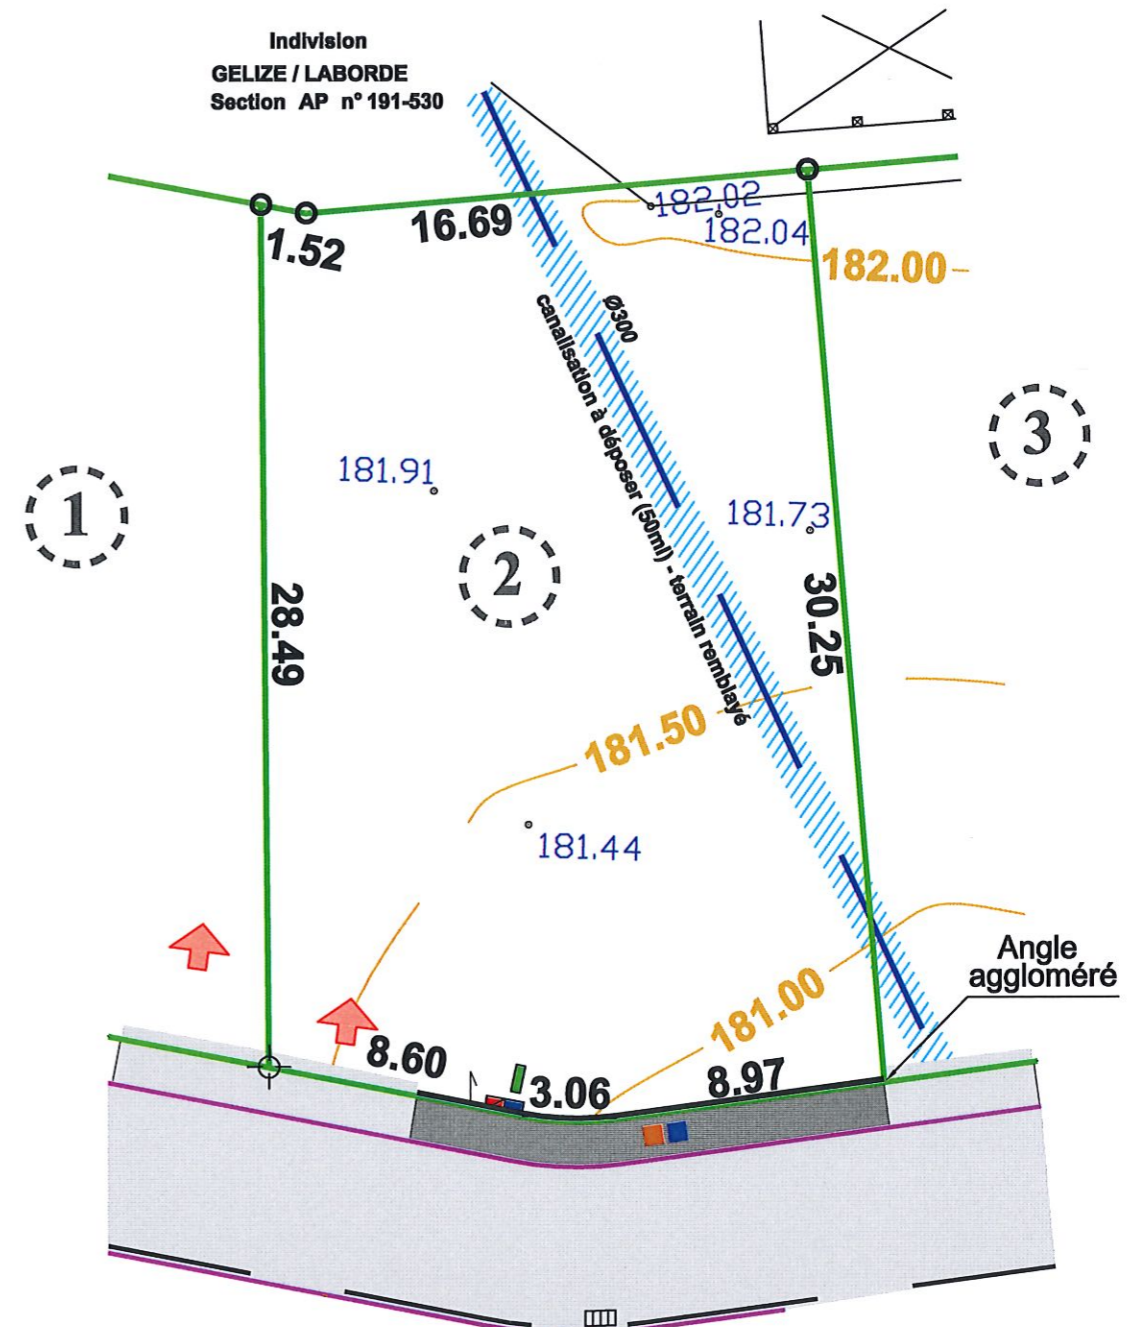 Indivision
GELIZE / LABORDE
Section AP n° 191-530
182.02
16.69
182.04
1.52
182.00
Ø300
canalisation à déposer (50ml) - terrain remblayé
3
181.91
1
181.73
2
28.49
30.25
181.50
181.44
Angle
aggloméré
181.00
8.60
8.97
3.06